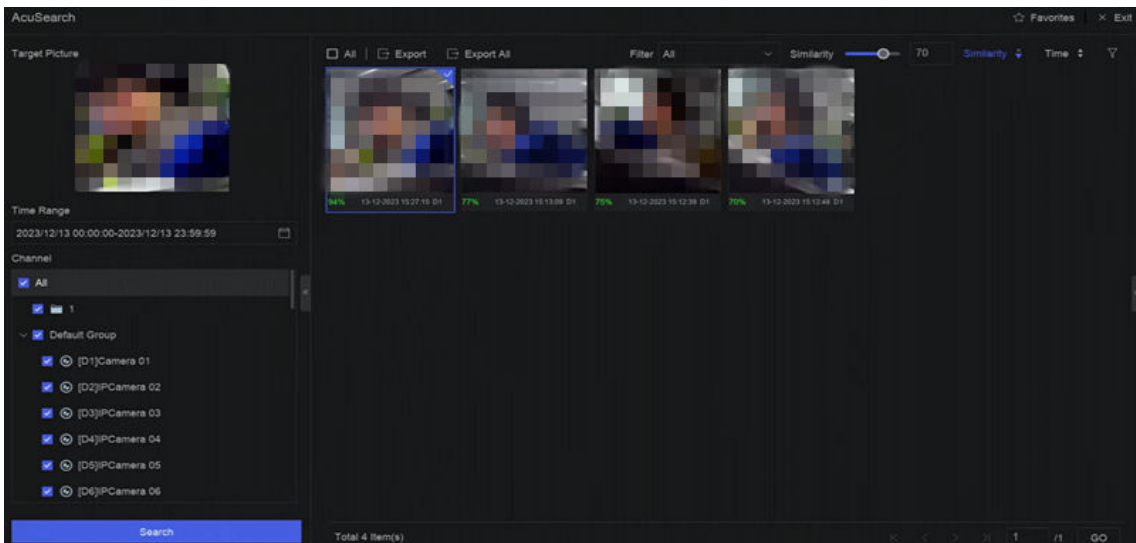 AcuSearch
Favorites
Exit
Target Picture
All
Export
Export All
Filter All
Similarity
70
Similarity
Time
94% 13-12-2023 15:27:15 D1
77% 13-12-2023 15:13:09 D1
75% 13-12-2023 15:12:39 D1
70% 13-12-2023 15:12:48 D1
Time Range
2023/12/13 00:00:00-2023/12/13 23:59:59
Channel
All
1
Default Group
[D1]Camera 01
[D2]IPCamera 02
[D3]IPCamera 03
[D4]IPCamera 04
[D5]IPCamera 05
[D6]IPCamera 06
Search
Total 4 Item(s)
1
/1
GO